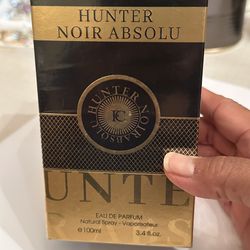 HUNTER
NOIR ABSOLU
HUNTER NOIR ABSOLU
UNTE
EAU DE PARFUM
Natural Spray - Vaporisateur
e 100ml 3.4 fl.oz.